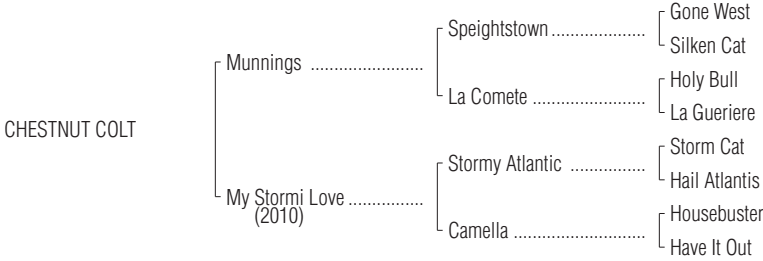 Gone West
Speightstown ....................
Silken Cat
Munnings ........................
Holy Bull
La Comete ........................
La Gueriere
CHESTNUT COLT
Storm Cat
Stormy Atlantic ................
Hail Atlantis
My Stormi Love ................
(2010)
Housebuster
Camella ............................
Have It Out